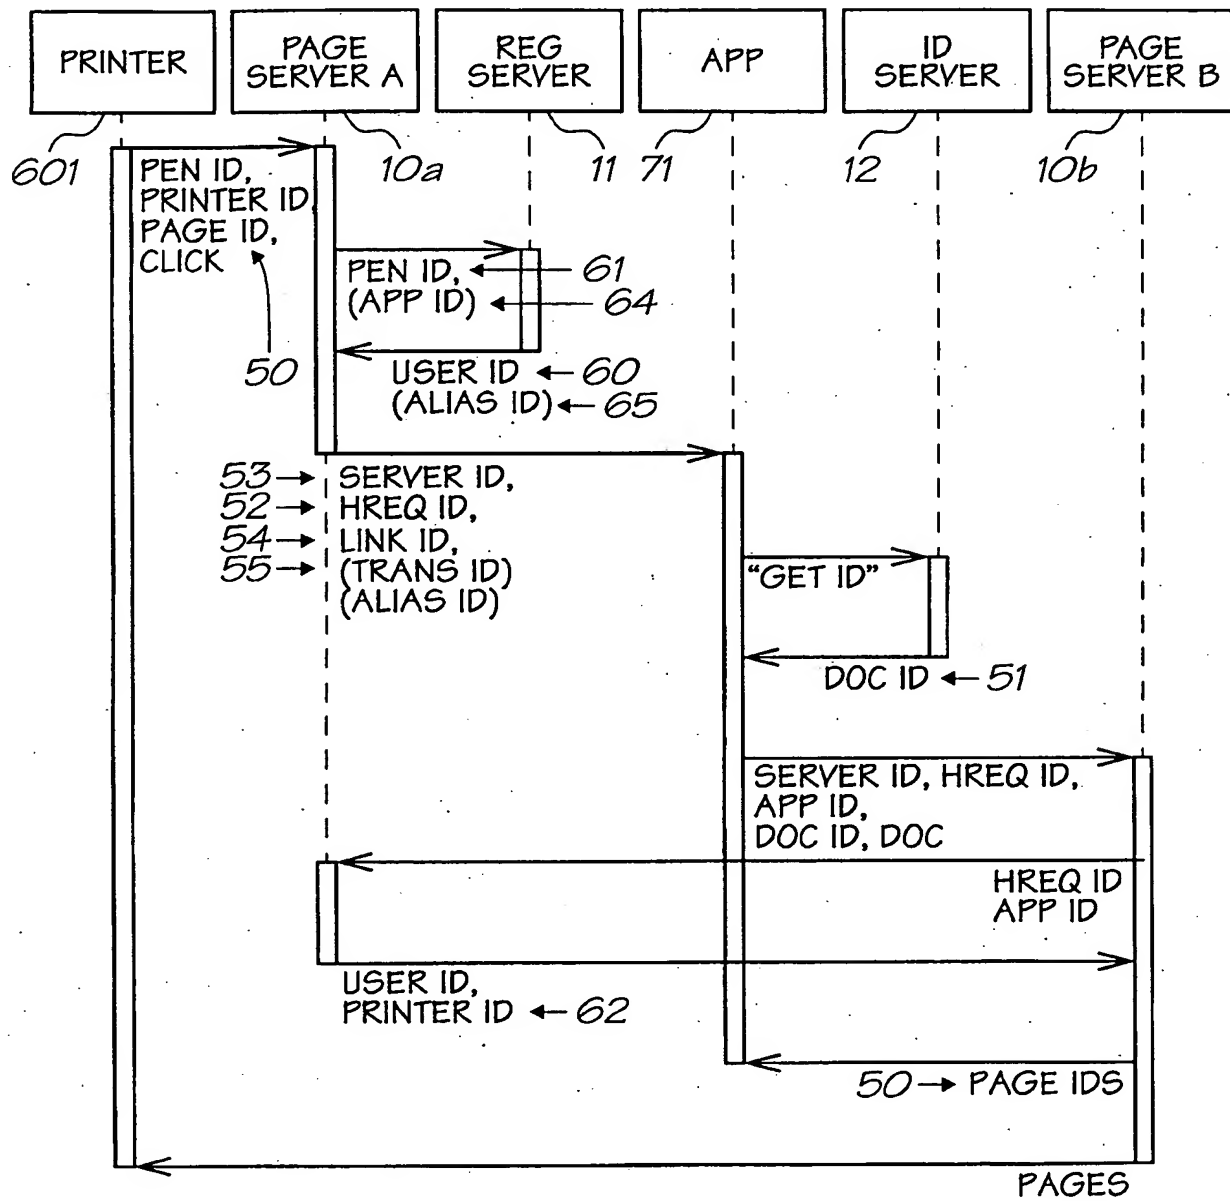 PRINTER
PAGE
SERVER A
REG
SERVER
APP
ID
SERVER
PAGE
SERVER B
601
10a
11
71
12
10b
PEN ID,
PRINTER ID,
PAGE ID,
CLICK
50
PEN ID,
61
(APP ID)
64
USER ID
60
(ALIAS ID)
65
53
SERVER ID,
52
HREQ ID,
54
LINK ID,
55
(TRANS ID)
(ALIAS ID)
"GET ID"
DOC ID
51
SERVER ID, HREQ ID,
APP ID,
DOC ID, DOC
HREQ ID
APP ID
USER ID,
PRINTER ID
62
50
PAGE IDS
PAGES